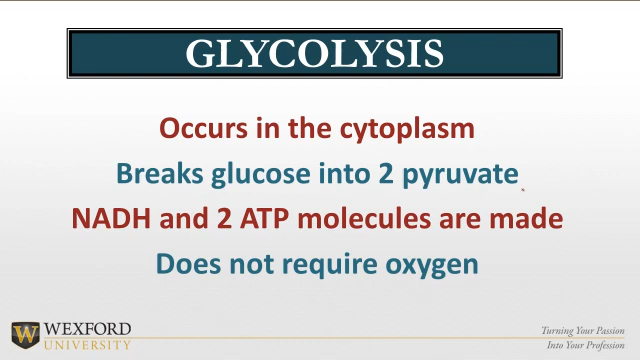 GLYCOLYSIS
Occurs in the cytoplasm
Breaks glucose into 2 pyruvate
NADH and 2 ATP molecules are made
Does not require oxygen
W WEXFORD
UNIVERSITY
Turning Your Passion
Into Your Profession